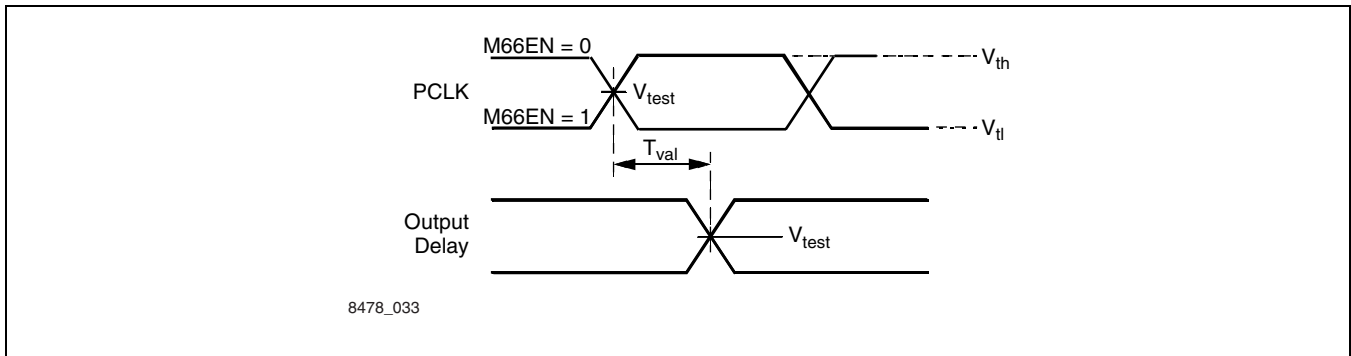 M66EN = 0
V_th
PCLK
V_test
M66EN = 1
V_tl
T_val
Output
Delay
V_test
8478_033